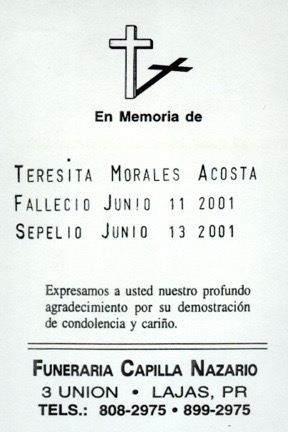 En Memoria de
TERESITA MORALES ACOSTA
FALLECIO JUNIO 11 2001
SEPELIO JUNIO 13 2001
Expresamos a usted nuestro profundo
agradecimiento por su demostración
de condolencia y cariño.
FUNERARIA CAPILLA NAZARIO
3 UNION • LAJAS, PR
TELS.: 808-2975 • 899-2975